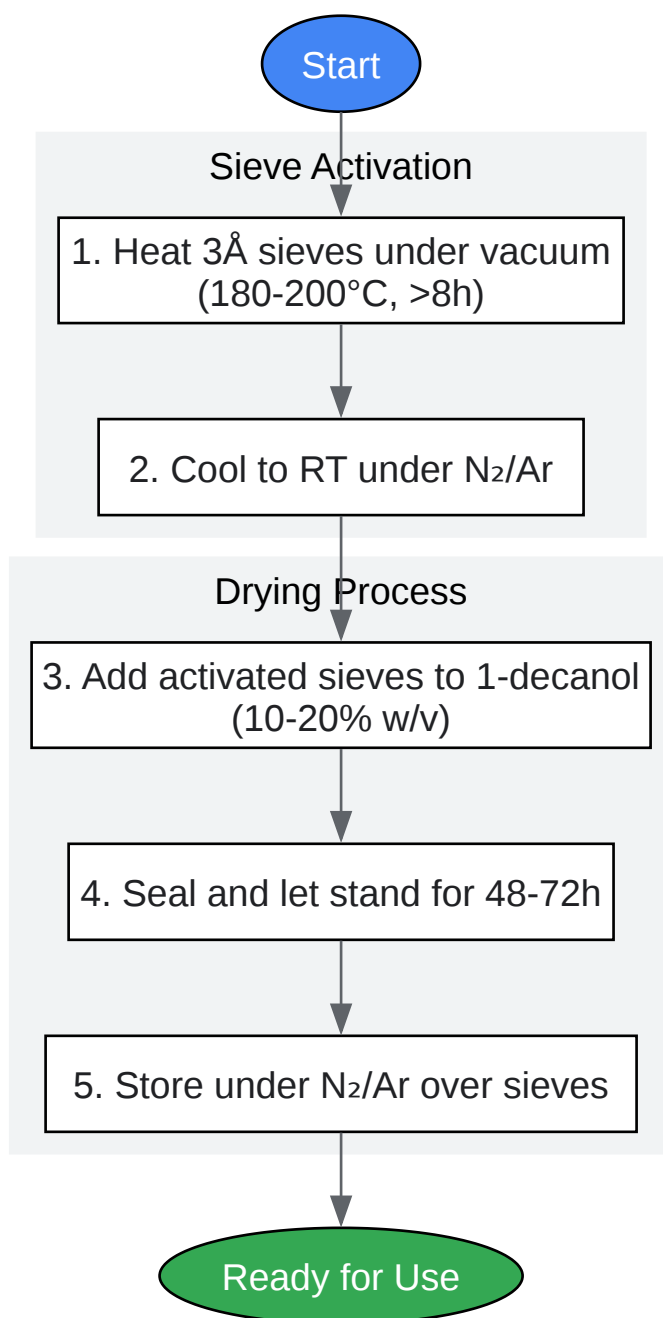 Start
Sieve Activation
1. Heat 3Å sieves under vacuum
(180-200°C, >8h)
2. Cool to RT under N₂/Ar
Drying Process
3. Add activated sieves to 1-decanol
(10-20% w/v)
4. Seal and let stand for 48-72h
5. Store under N₂/Ar over sieves
Ready for Use